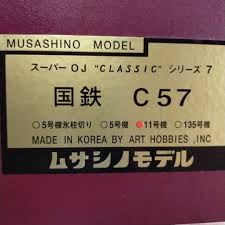 MUSASHINO MODEL
スーパー OJ "CLASSIC" シリーズ 7
国鉄 C57
○5号機氷柱切り ○5号機 ●11号機 ○135号機
MADE IN KOREA BY ART HOBBIES ,INC
ムサシノモデル